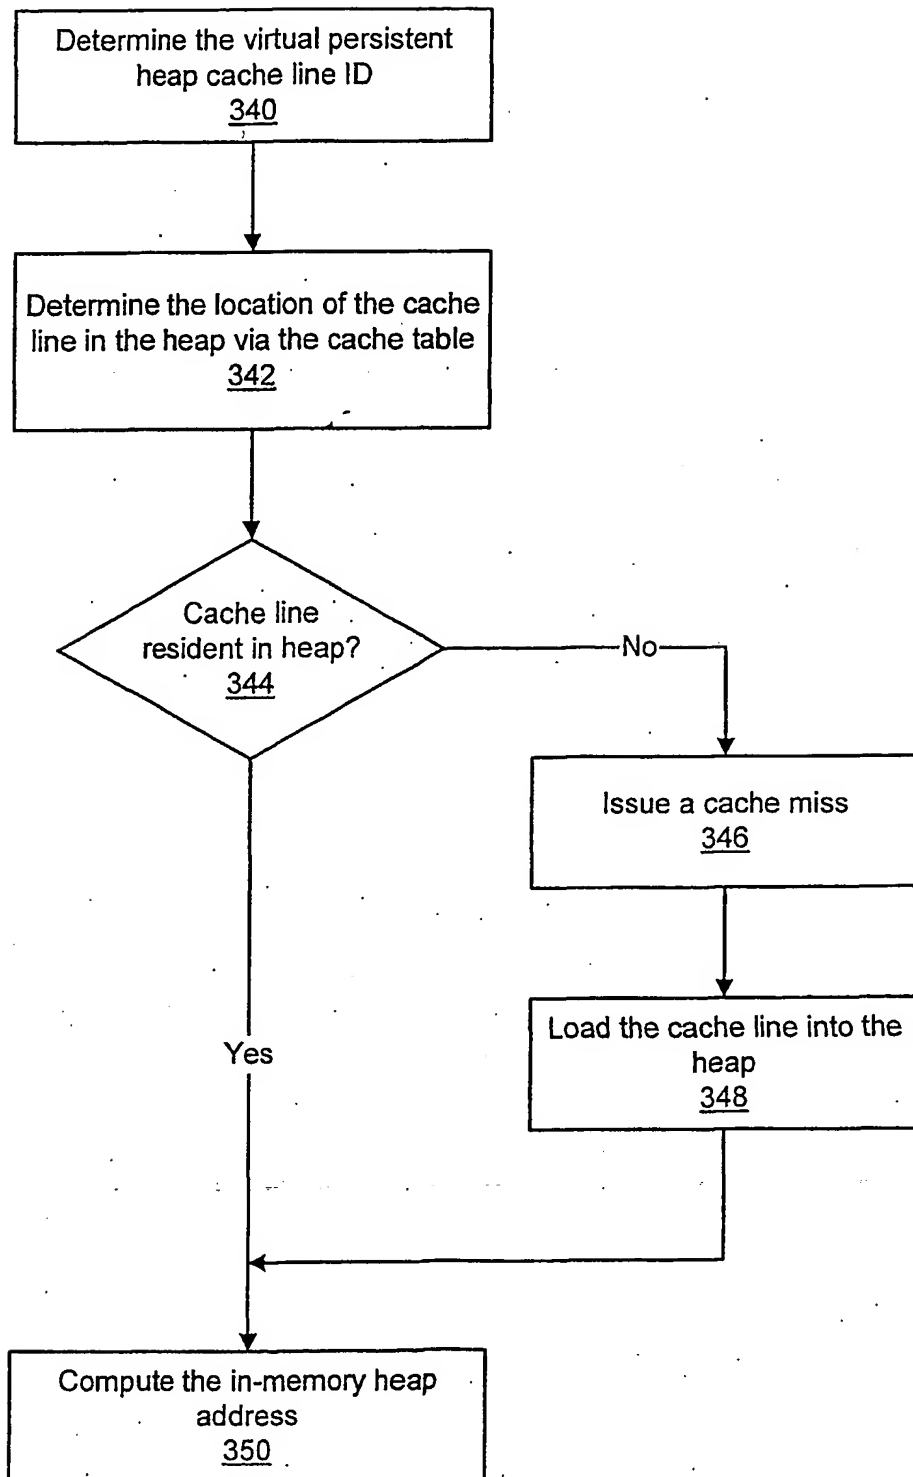 Determine the virtual persistent
heap cache line ID
340
Determine the location of the cache
line in the heap via the cache table
342
Cache line
resident in heap?
344
No
Issue a cache miss
346
Load the cache line into the
heap
348
Yes
Compute the in-memory heap
address
350